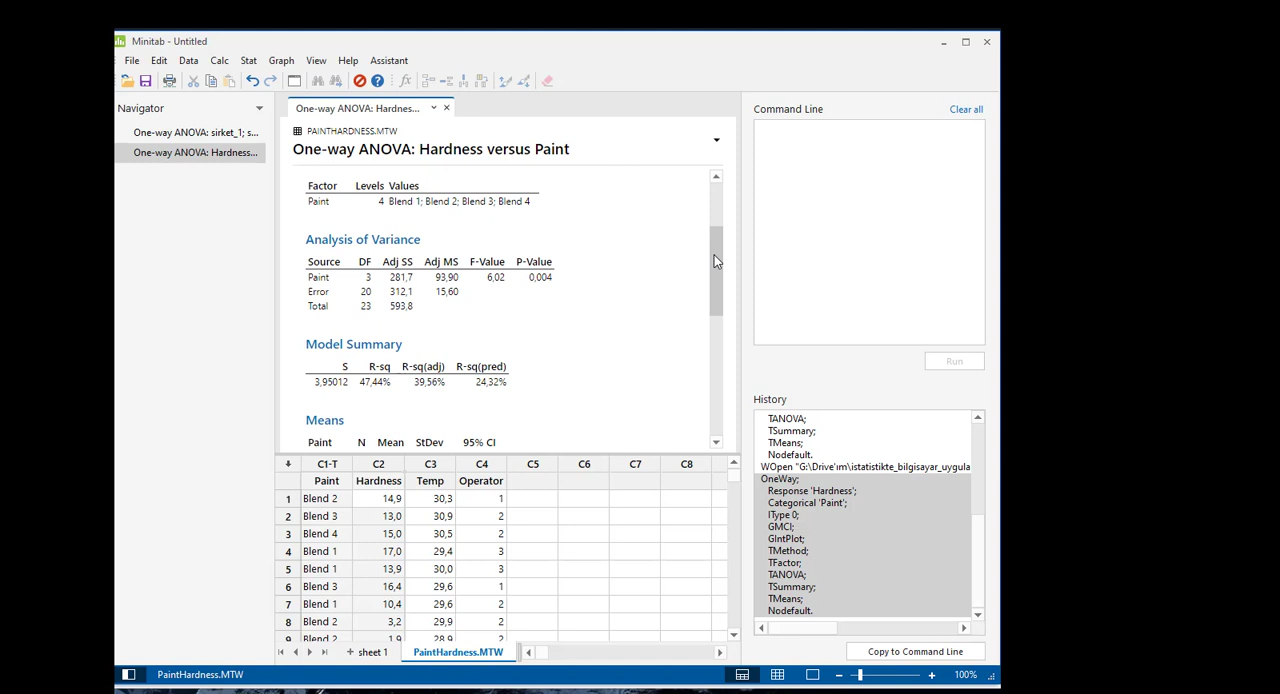 Minitab - Untitled
File Edit Data Calc Stat Graph View Help Assistant
Navigator
One-way ANOVA: sirket_1; s...
One-way ANOVA: Hardness...
One-way ANOVA: Hardnes...
PAINTHARDNESS.MTW
One-way ANOVA: Hardness versus Paint
Factor Levels Values
Paint 4 Blend 1; Blend 2; Blend 3; Blend 4
Analysis of Variance
Source DF Adj SS Adj MS F-Value P-Value
Paint 3 281,7 93,90 6,02 0,004
Error 20 312,1 15,60
Total 23 593,8
Model Summary
S R-sq R-sq(adj) R-sq(pred)
3,95012 47,44% 39,56% 24,32%
Means
Paint N Mean StDev 95% CI
C1-T C2 C3 C4 C5 C6 C7 C8
Paint Hardness Temp Operator
1 Blend 2 14,9 30,3 1
2 Blend 3 13,0 30,9 2
3 Blend 4 15,0 30,5 2
4 Blend 1 17,0 29,4 3
5 Blend 1 13,9 30,0 3
6 Blend 3 16,4 29,6 1
7 Blend 1 10,4 29,6 2
8 Blend 2 3,2 29,9 2
9 Blend 2 1,9 28,9 2
sheet 1 PaintHardness.MTW
Command Line Clear all
Run
History
TANOVA;
TSummary;
TMeans;
Nodefault.
WOpen "G:\Drive'ım\istatistikte_bilgisayar_uygula
OneWay;
Response 'Hardness';
Categorical 'Paint';
IType 0;
GMCI;
GIntPlot;
TMethod;
TFactor;
TANOVA;
TSummary;
TMeans;
Nodefault.
Copy to Command Line
PaintHardness.MTW
100%